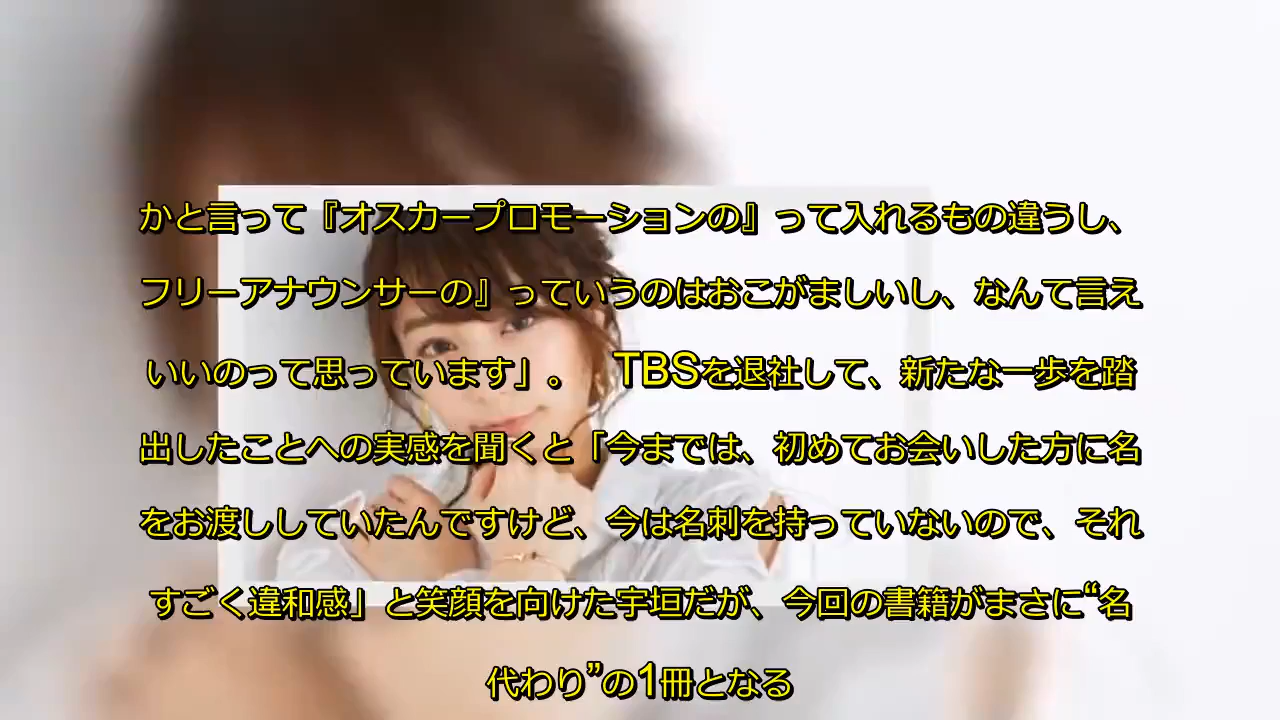 かと言って『オスカープロモーションの』って入れるもの違うし、
フリーアナウンサーの』っていうのはおこがましいし、なんて言え
いいのって思っています」。　TBSを退社して、新たな一歩を踏
出したことへの実感を聞くと「今までは、初めてお会いした方に名
をお渡ししていたんですけど、今は名刺を持っていないので、それ
すごく違和感」と笑顔を向けた宇垣だが、今回の書籍がまさに“名
代わり”の1冊となる